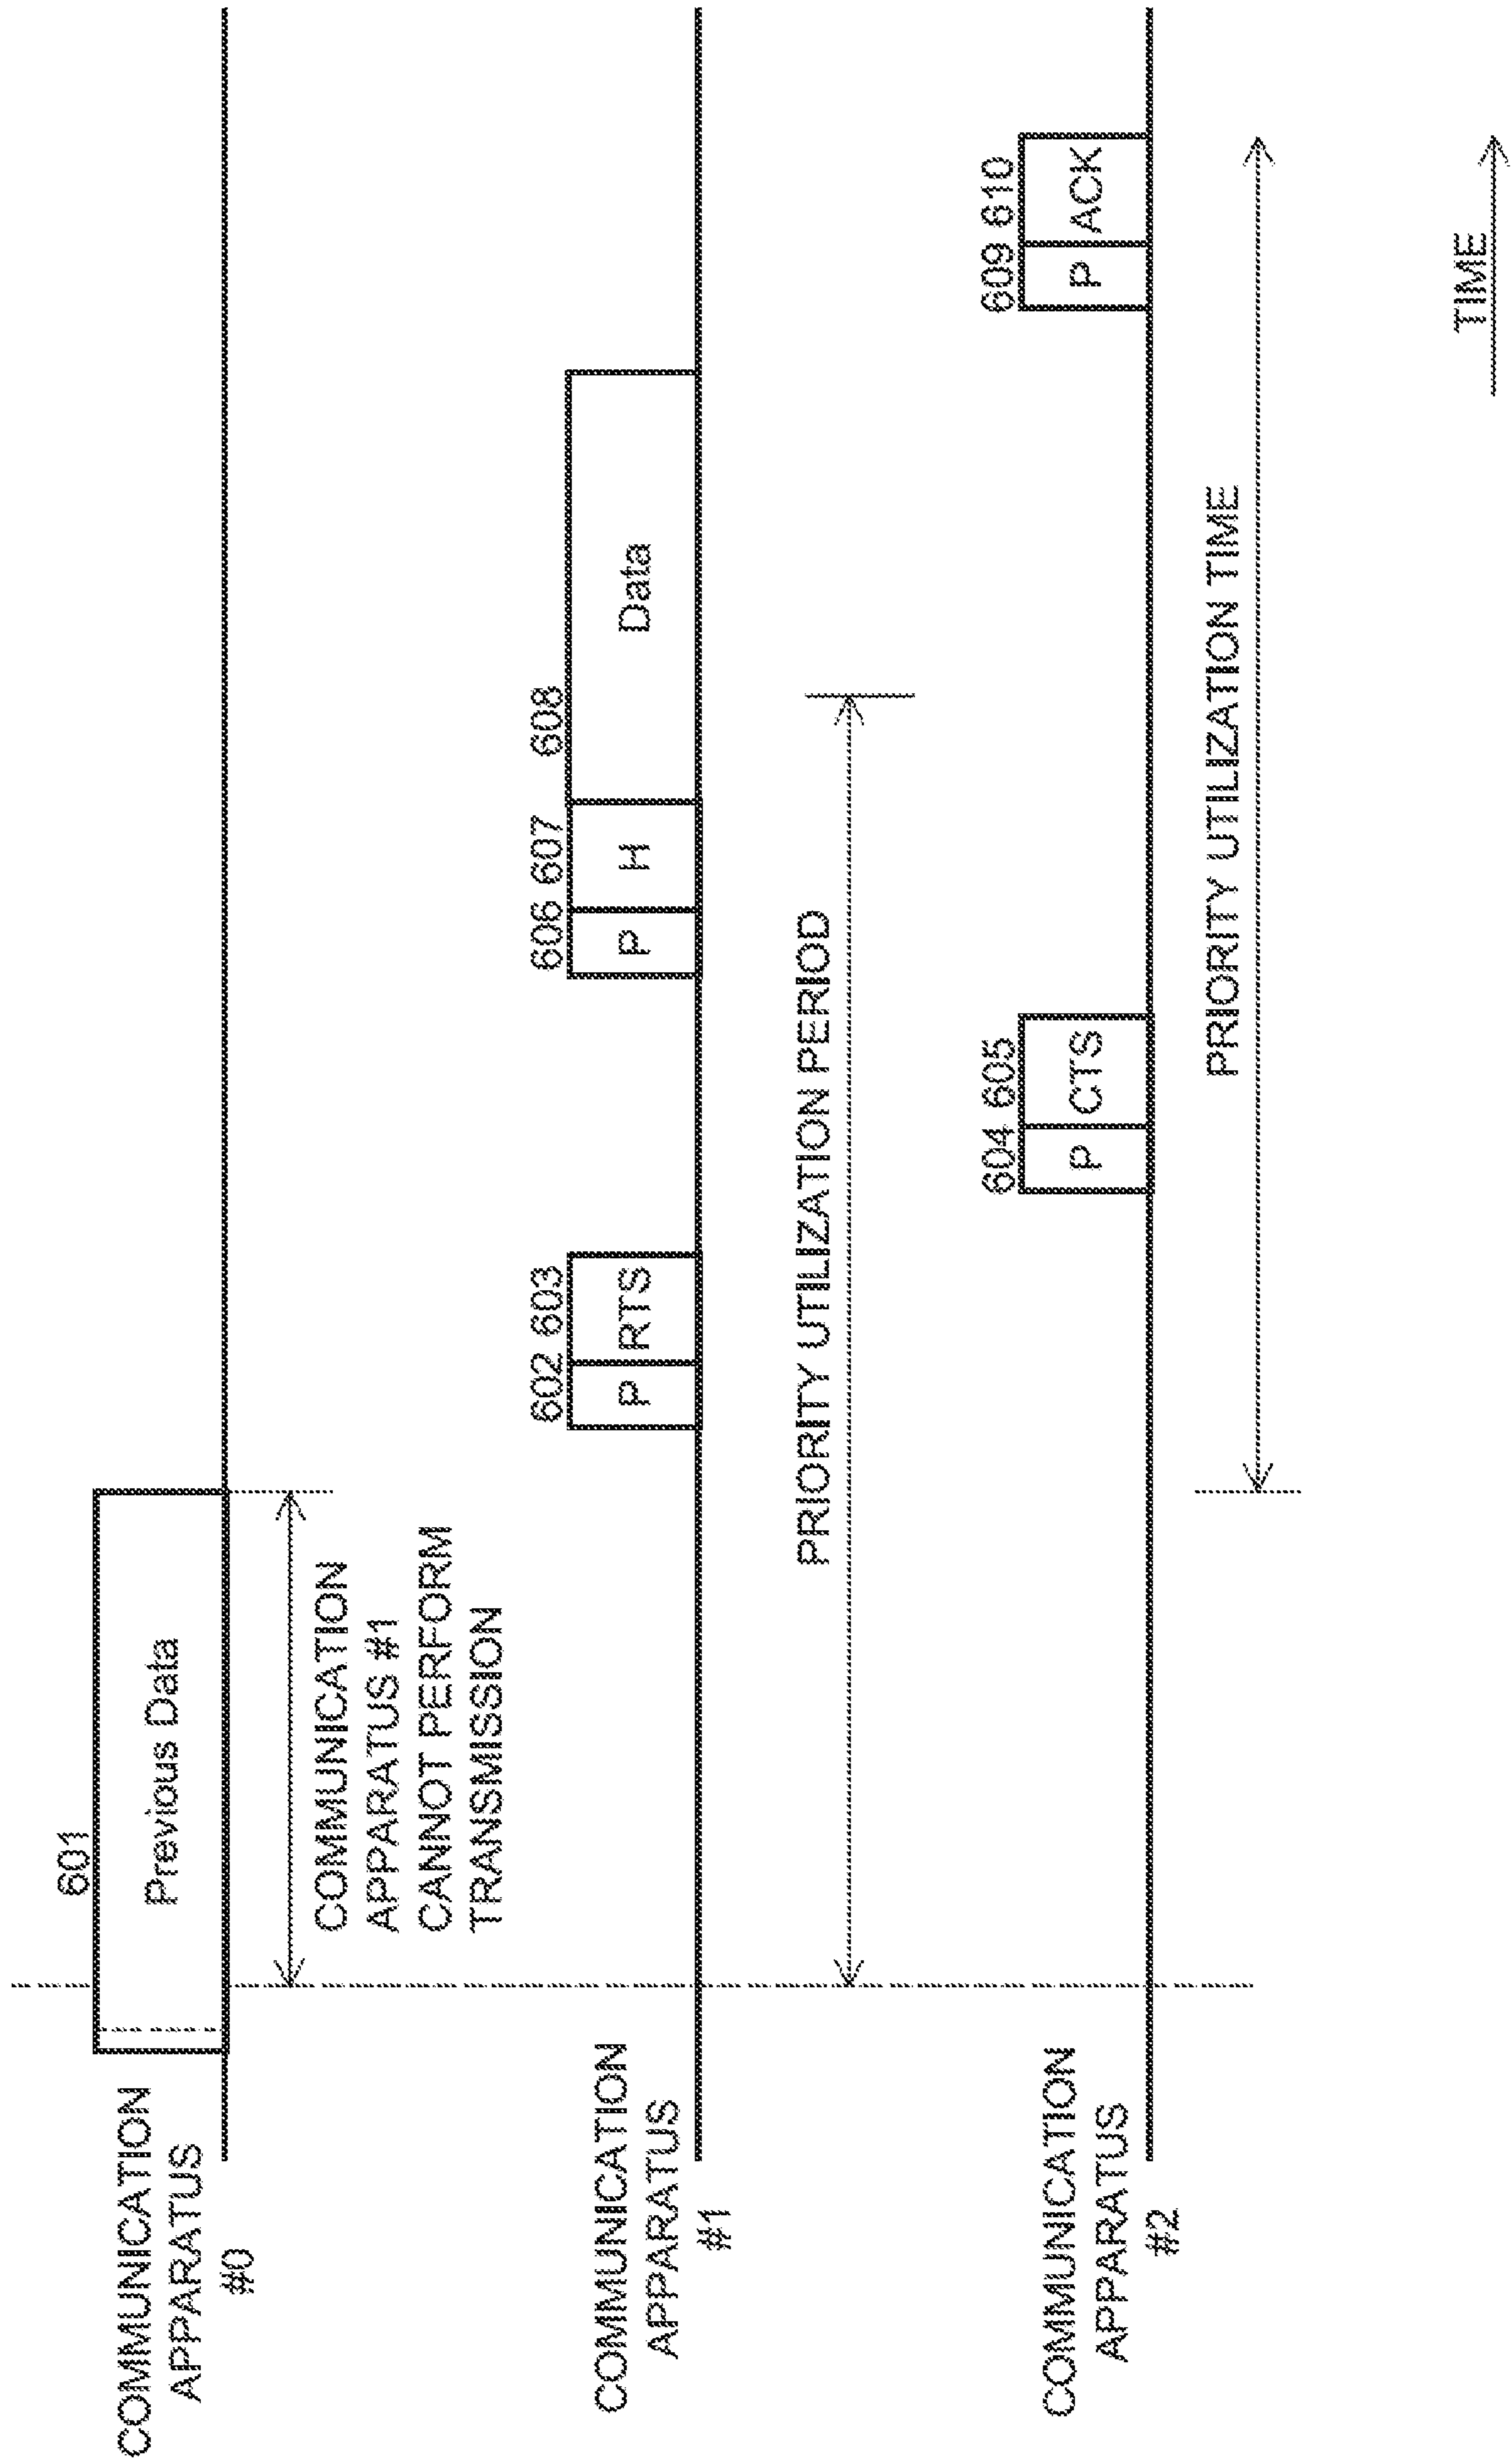 COMMUNICATION
APPARATUS
#0
601
Previous Data
COMMUNICATION
APPARATUS #1
CANNOT PERFORM
TRANSMISSION
COMMUNICATION
APPARATUS
#1
602 603
P RTS
606 607 608
P H Data
PRIORITY UTILIZATION PERIOD
COMMUNICATION
APPARATUS
#2
604 605
P CTS
609 610
P ACK
PRIORITY UTILIZATION TIME
TIME